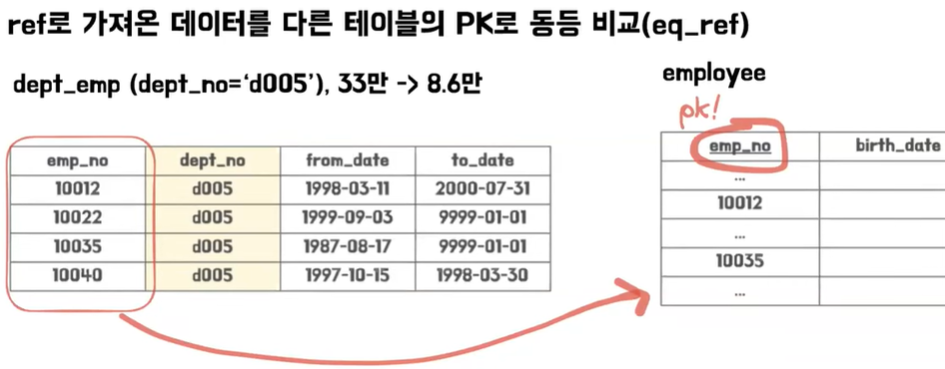 ref로 가져온 데이터를 다른 테이블의 PK로 동등 비교(eq_ref)
dept_emp (dept_no='d005'), 33만 -> 8.6만
emp_no dept_no from_date to_date
10012 d005 1998-03-11 2000-07-31
10022 d005 1999-09-03 9999-01-01
10035 d005 1987-08-17 9999-01-01
10040 d005 1997-10-15 1998-03-30
employee
pk!
emp_no birth_date
...
10012
...
10035
...